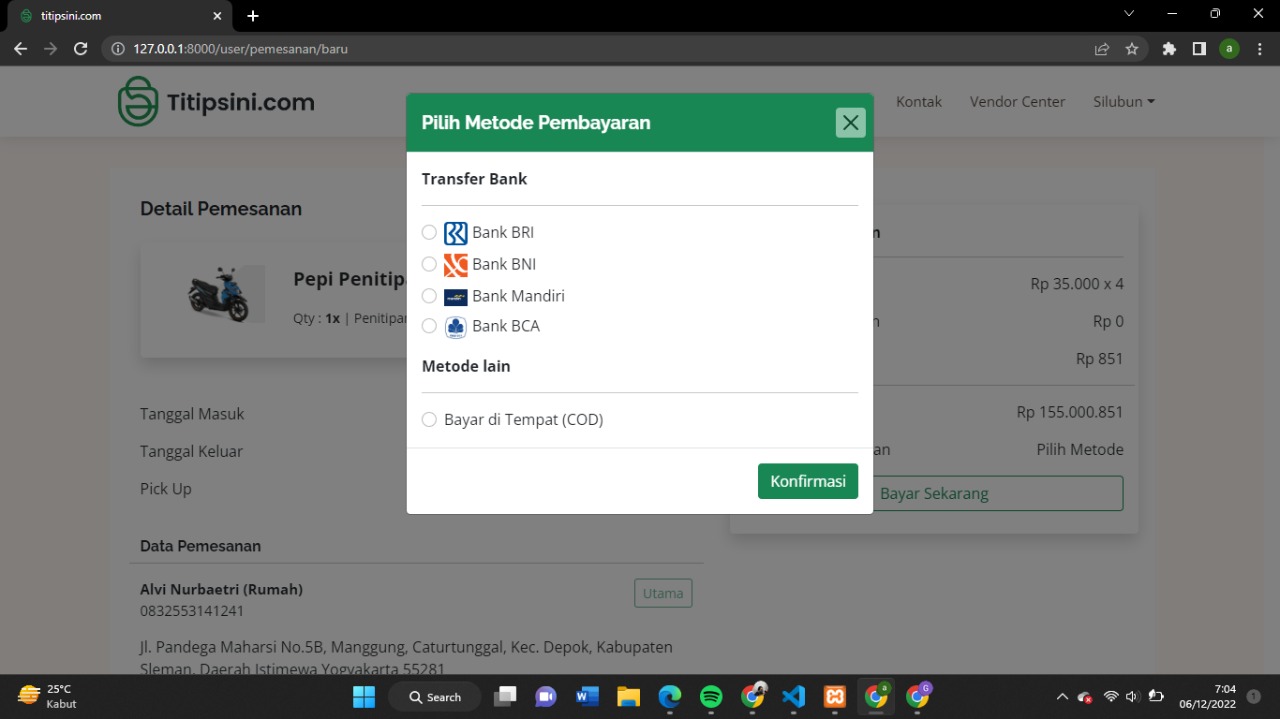 titipsini.com
127.0.0.1:8000/user/pemesanan/baru
a
Titipsini.com
Kontak
Vendor Center
Silubun
Pilih Metode Pembayaran
Transfer Bank
Bank BRI
Bank BNI
Bank Mandiri
Bank BCA
Metode lain
Bayar di Tempat (COD)
Konfirmasi
Detail Pemesanan
Pepi Penitip
Qty : 1x | Penitipan
Tanggal Masuk
Tanggal Keluar
Pick Up
Rp 35.000 x 4
Rp 0
Rp 851
Rp 155.000.851
Pilih Metode
Bayar Sekarang
Data Pemesanan
Alvi Nurbaetri (Rumah)
Utama
0832553141241
Jl. Pandega Maharsi No.5B, Manggung, Caturtunggal, Kec. Depok, Kabupaten
Sleman, Daerah Istimewa Yogyakarta 55281
25°C
Kabut
Search
7:04
06/12/2022
1